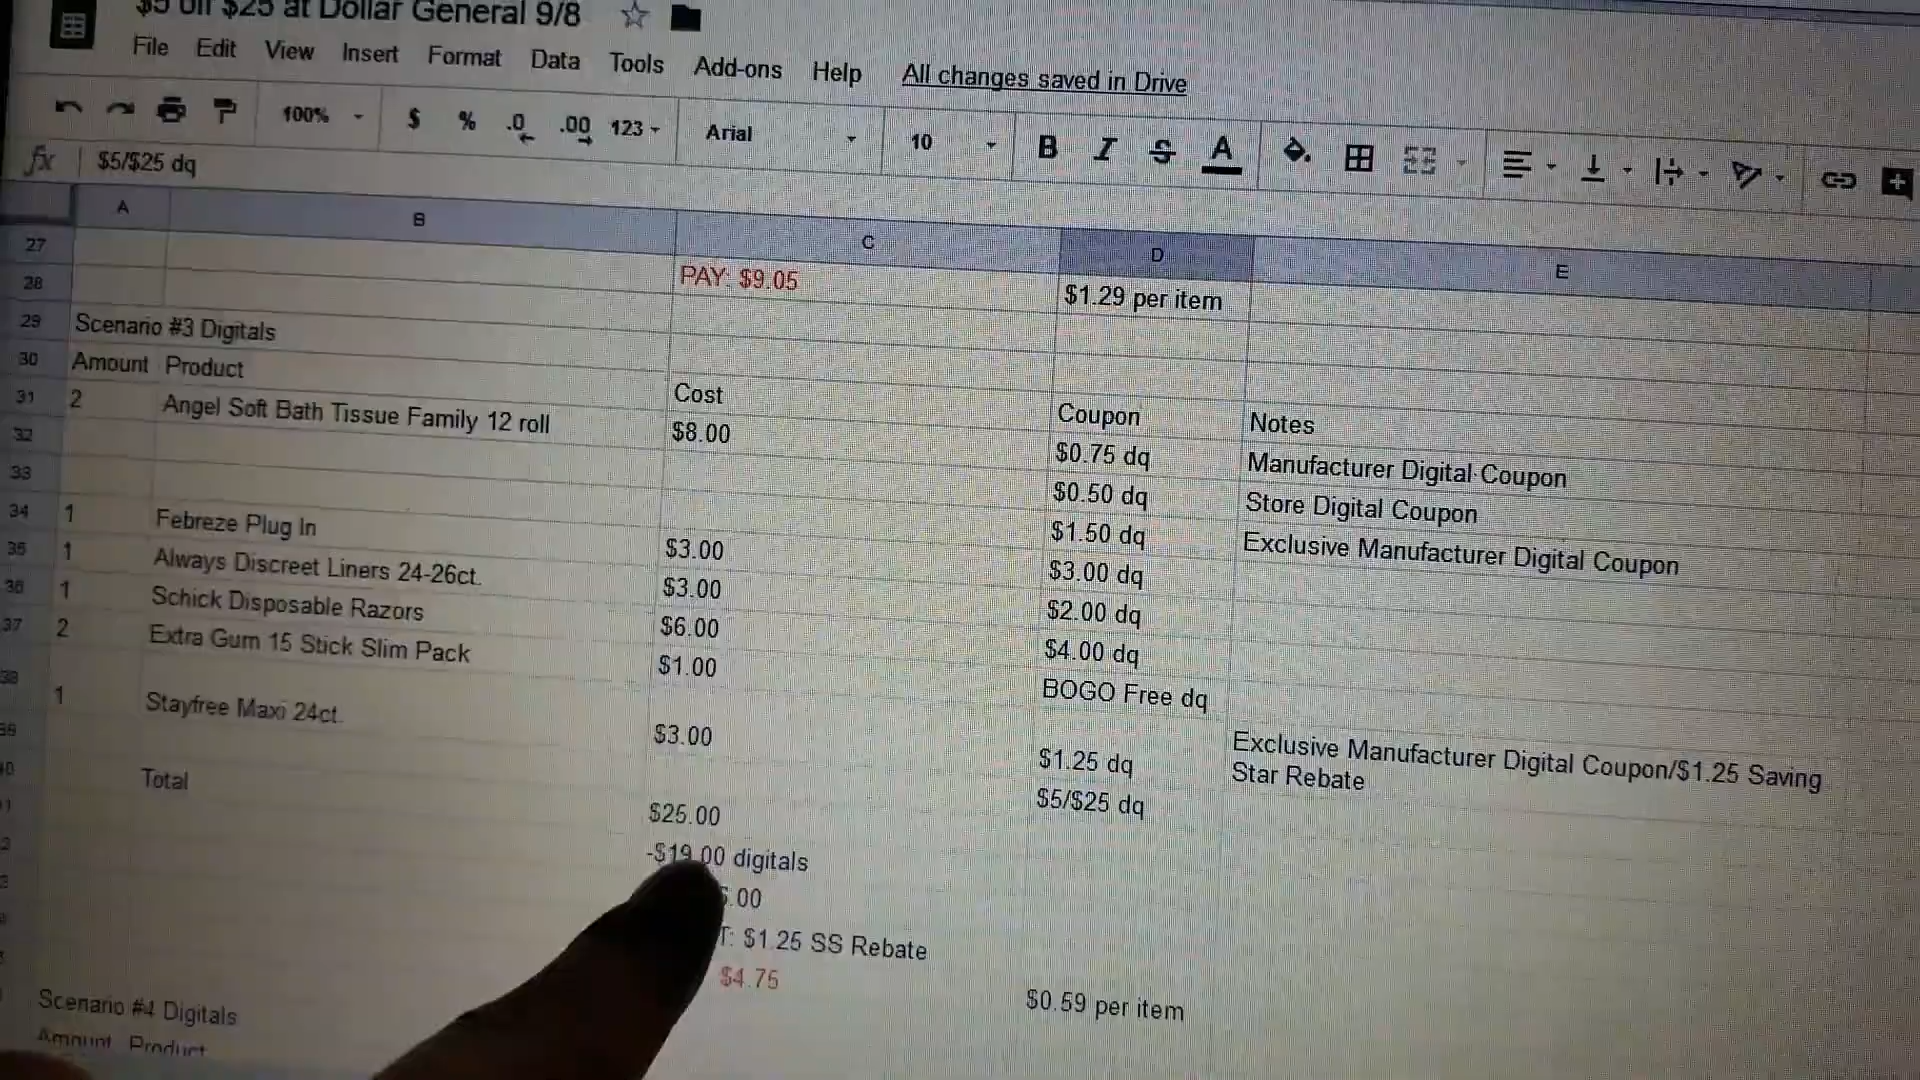 $5 off $25 at Dollar General 9/8
File Edit View Insert Format Data Tools Add-ons Help All changes saved in Drive
100% $ % .0 .00 123 Arial 10 B I S A
fx $5/$25 dq
A B C D E
27 PAY: $9.05 $1.29 per item
28
29 Scenario #3 Digitals
30 Amount Product Cost Coupon Notes
31 2 Angel Soft Bath Tissue Family 12 roll $8.00 $0.75 dq Manufacturer Digital Coupon
32 $0.50 dq Store Digital Coupon
33 $1.50 dq Exclusive Manufacturer Digital Coupon
34 1 Febreze Plug In $3.00 $3.00 dq
35 1 Always Discreet Liners 24-26ct. $3.00 $2.00 dq
36 1 Schick Disposable Razors $6.00 $4.00 dq
37 2 Extra Gum 15 Stick Slim Pack $1.00 BOGO Free dq
38 1 Stayfree Maxi 24ct. $3.00 $1.25 dq Exclusive Manufacturer Digital Coupon/$1.25 Saving
Star Rebate
39 $5/$25 dq
Total $25.00
-$19.00 digitals
.00
T: $1.25 SS Rebate
$4.75 $0.59 per item
Scenario #4 Digitals
Amount Product